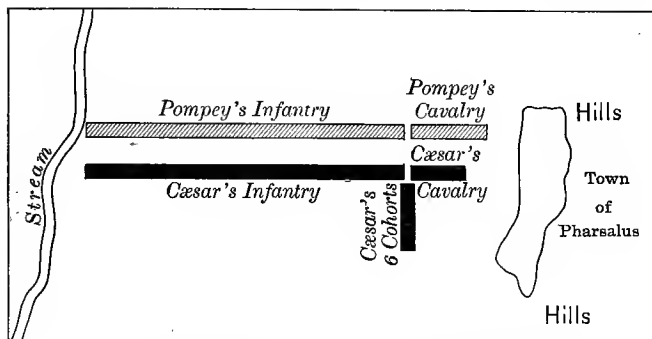 Pompey's
Cavalry
Pompey's Infantry
Hills
Cæsar's
Cavalry
Cæsar's Infantry
Cæsar's
6 Cohorts
Stream
Town
of
Pharsalus
Hills